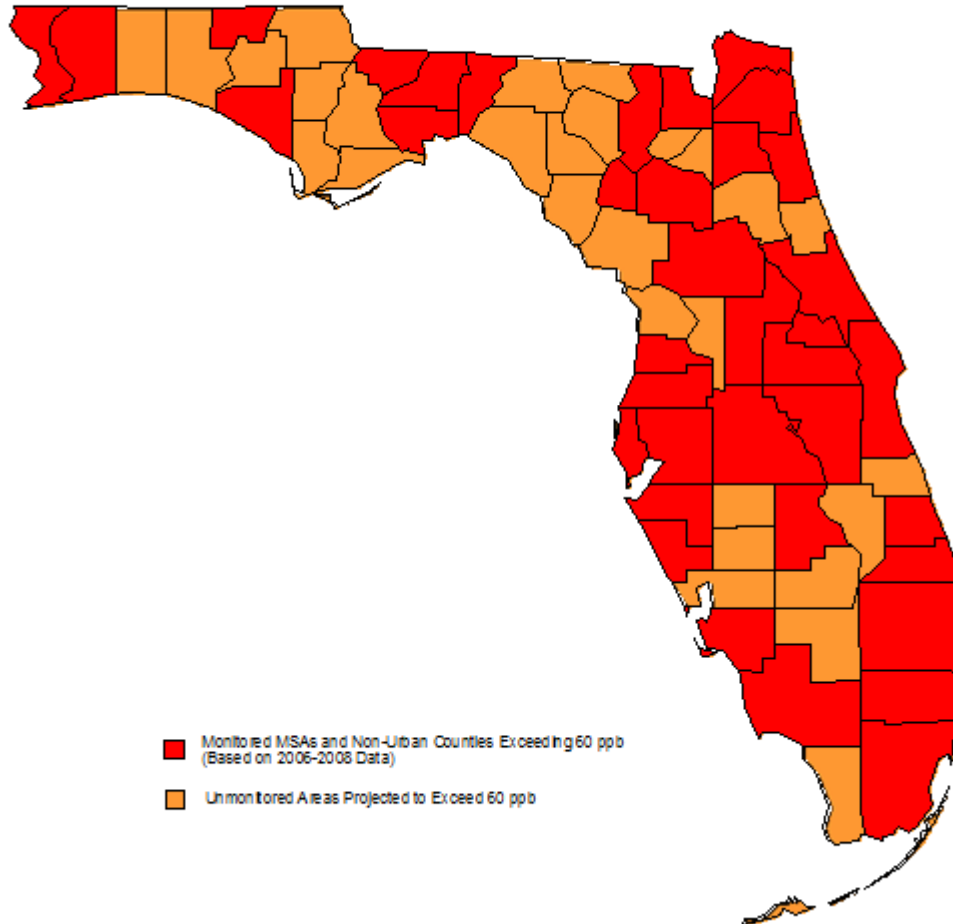 Monitored MSAs and Non-Urban Counties Exceeding 60 ppb
(Based on 2006-2008 Data)
Unmonitored Areas Projected to Exceed 60 ppb